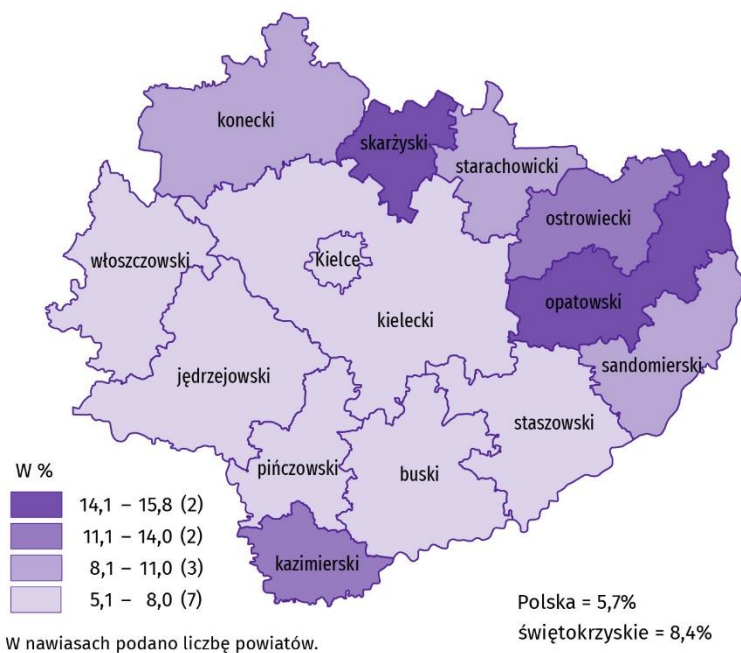 konecki
skarżyski
starachowicki
ostrowiecki
włoszczowski
Kielce
opatowski
kielecki
sandomierski
jędrzejowski
staszowski
pińczowski
buski
kazimierski
W %
14,1 – 15,8 (2)
11,1 – 14,0 (2)
8,1 – 11,0 (3)
5,1 – 8,0 (7)
Polska = 5,7%
świętokrzyskie = 8,4%
W nawiasach podano liczbę powiatów.